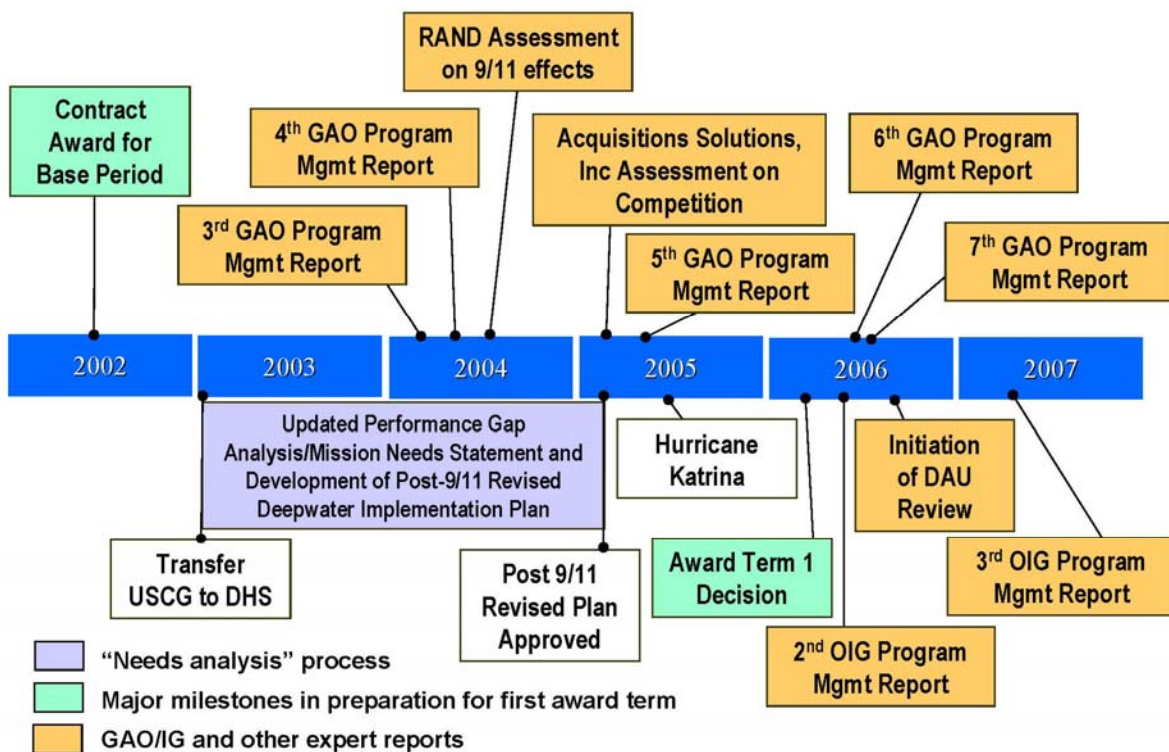 RAND Assessment
on 9/11 effects
Contract
Award for
Base Period
4th GAO Program
Mgmt Report
Acquisitions Solutions,
Inc Assessment on
Competition
6th GAO Program
Mgmt Report
3rd GAO Program
Mgmt Report
5th GAO Program
Mgmt Report
7th GAO Program
Mgmt Report
2002
2003
2004
2005
2006
2007
Updated Performance Gap
Analysis/Mission Needs Statement and
Development of Post-9/11 Revised
Deepwater Implementation Plan
Hurricane
Katrina
Initiation
of DAU
Review
Transfer
USCG to DHS
Post 9/11
Revised Plan
Approved
Award Term 1
Decision
3rd OIG Program
Mgmt Report
2nd OIG Program
Mgmt Report
“Needs analysis” process
Major milestones in preparation for first award term
GAO/IG and other expert reports